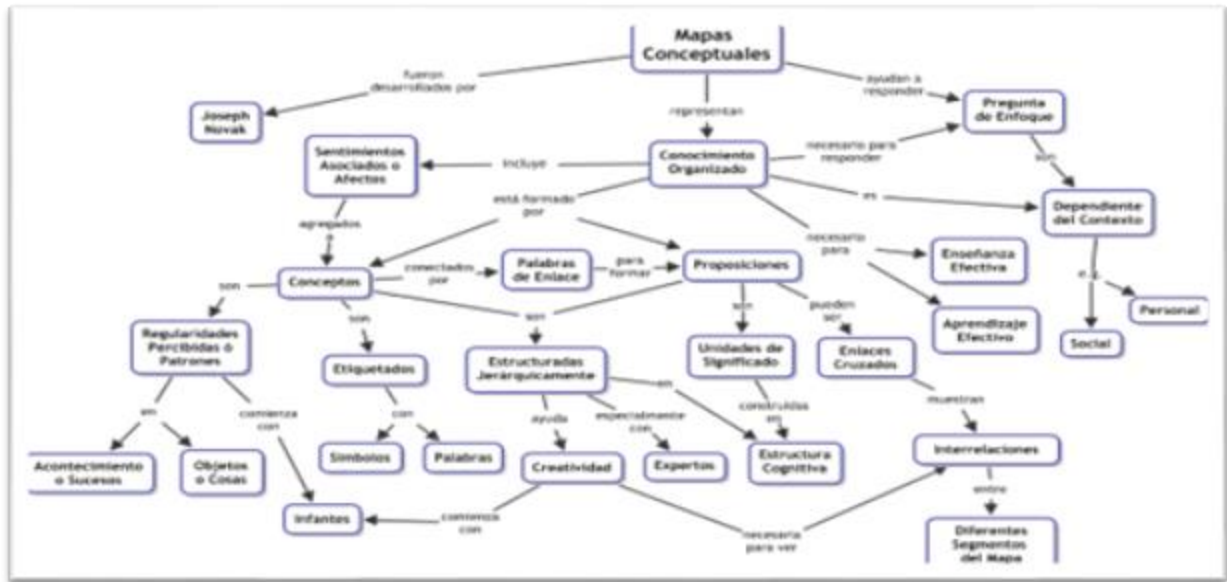 Mapas
Conceptuales
fueron
desarrollados por
ayudan a
responder
Joseph
Novak
representan
Pregunta
de Enfoque
Sentimientos
Asociados o
Afectos
Incluye
Conocimiento
Organizado
necesario para
responder
son
está formado
por
es
Dependiente
del Contexto
agregados
a
necesario
para
Enseñanza
Efectiva
Conceptos
conectados
por
Palabras
de Enlace
para
formar
Proposiciones
e.g.
Personal
Social
son
son
son
son
pueden
ser
Aprendizaje
Efectivo
Regularidades
Percibidas ó
Patrones
Etiquetados
Estructuradas
Jerárquicamente
Unidades de
Significado
Enlaces
Cruzados
en
comienza
con
con
ayuda
especialmente
con
en
construidas
en
muestran
Acontecimiento
o Sucesos
Objetos
o Cosas
Símbolos
Palabras
Creatividad
Expertos
Estructura
Cognitiva
Interrelaciones
Infantes
comienza
con
necesaria
para ver
entre
Diferentes
Segmentos
del Mapa